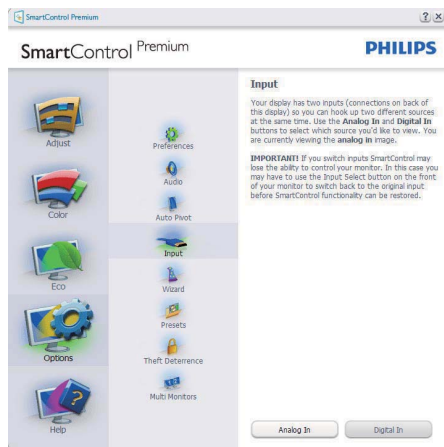 SmartControl Premium
SmartControl Premium
PHILIPS
Adjust
Color
Eco
Options
Help
Preferences
Audio
Auto Pivot
Input
Wizard
Presets
Theft Deterrence
Multi Monitors
Input
Your display has two inputs (connections on back of
this display) so you can hook up two different sources
at the same time. Use the Analog In and Digital In
buttons to select which source you'd like to view. You
are currently viewing the analog in image.
IMPORTANT! If you switch inputs SmartControl may
lose the ability to control your monitor. In this case you
may have to use the Input Select button on the front
of your monitor to switch back to the original input
before SmartControl functionality can be restored.
Analog In
Digital In